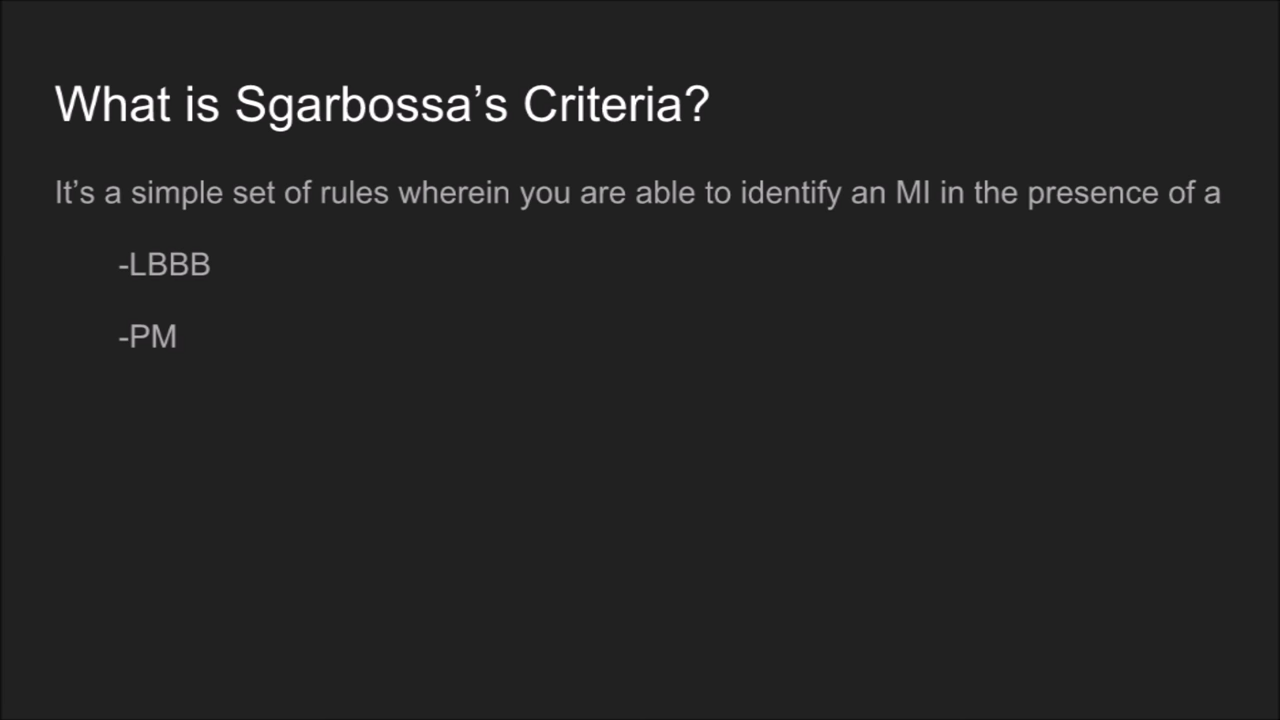 What is Sgarbossa’s Criteria?
It’s a simple set of rules wherein you are able to identify an MI in the presence of a
-LBBB
-PM